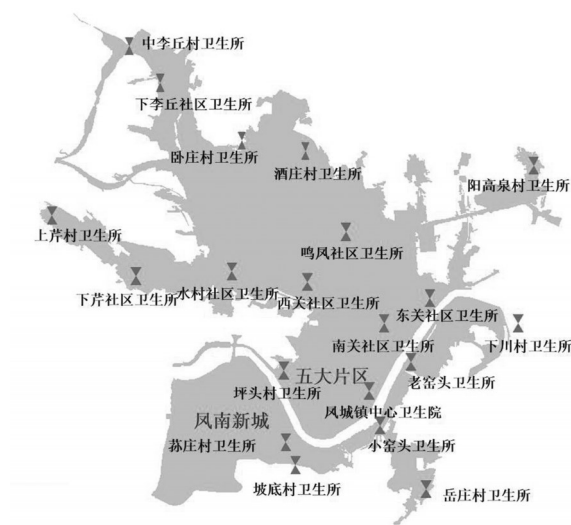 中李丘村卫生所
下李丘社区卫生所
卧庄村卫生所
酒庄村卫生所
阳高泉村卫生所
上芹村卫生所
鸣凤社区卫生所
下芹社区卫生所
水村社区卫生所
西关社区卫生所
东关社区卫生所
南关社区卫生所
下川村卫生所
五大片区
老窑头卫生所
坪头村卫生所
凤城镇中心卫生院
凤南新城
荪庄村卫生所
小窑头卫生所
坡底村卫生所
岳庄村卫生所